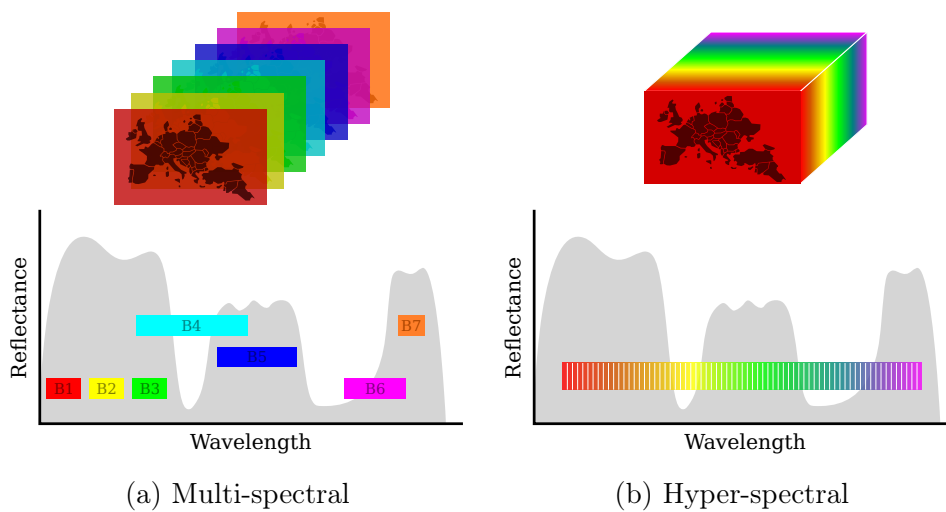 Reflectance
B4
B7
B5
B1 B2 B3 B6
Wavelength
(a) Multi-spectral
Reflectance
Wavelength
(b) Hyper-spectral